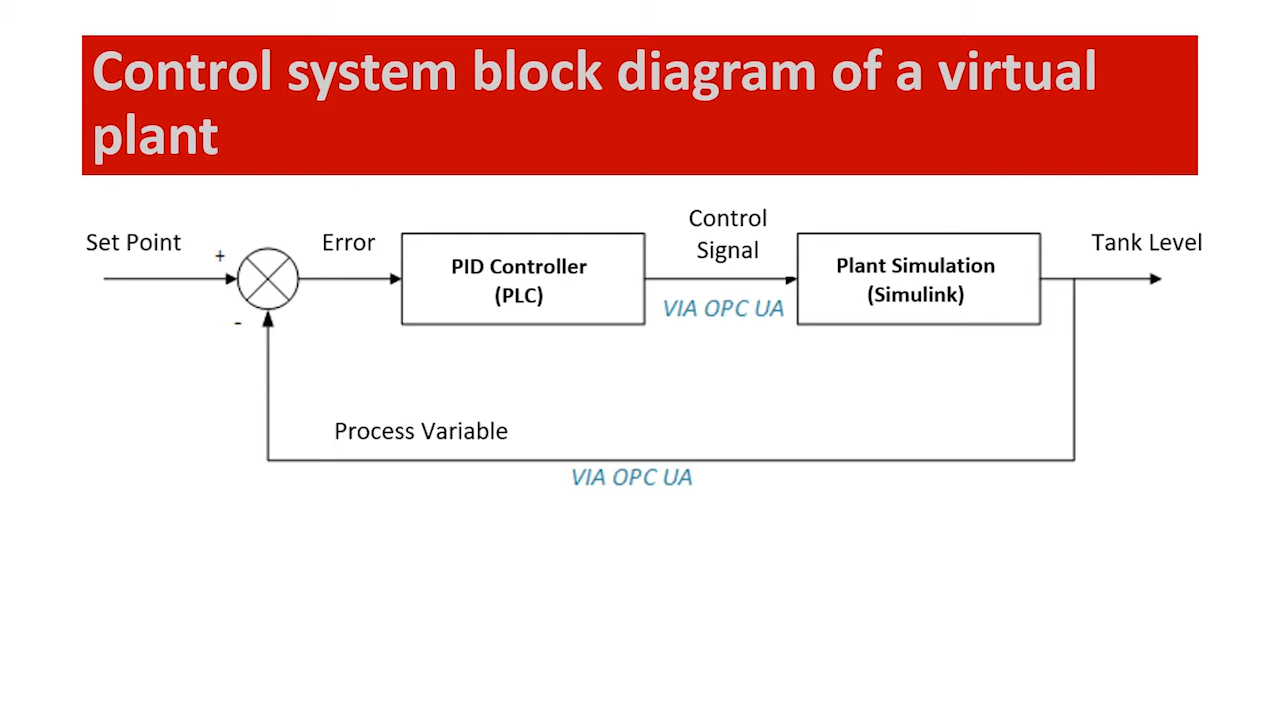 Control system block diagram of a virtual
plant
Set Point
+
-
Error
PID Controller
(PLC)
Control
Signal
VIA OPC UA
Plant Simulation
(Simulink)
Tank Level
Process Variable
VIA OPC UA